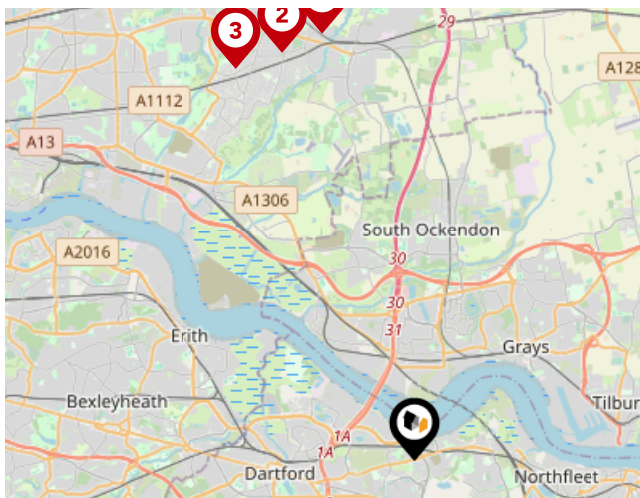 29
2
3
A128
A1112
A13
A1306
South Ockendon
A2016
30
30
31
Erith
Grays
Bexleyheath
Tilbur
1A
1A
Dartford
Northfleet